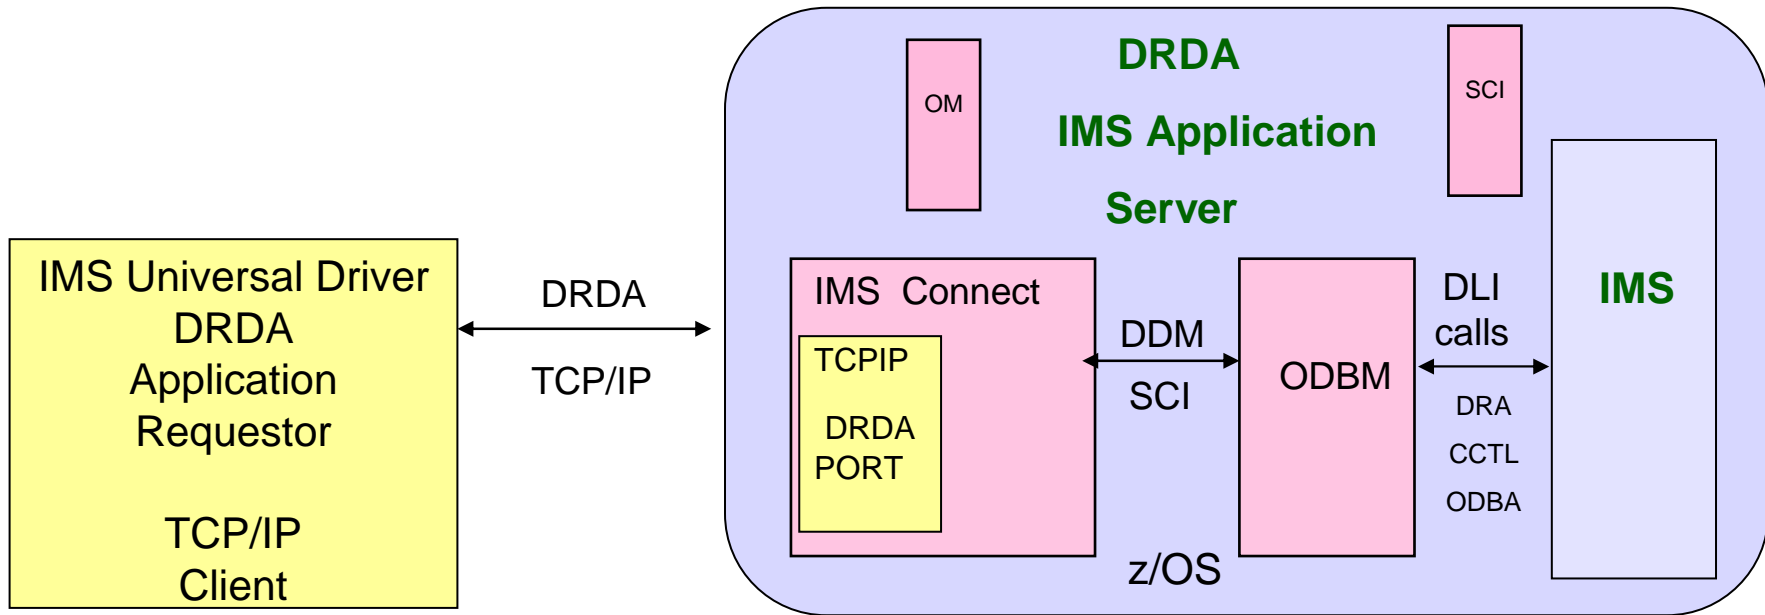 IMS Universal Driver
DRDA
Application
Requestor
TCP/IP
Client
DRDA
TCP/IP
DRDA
IMS Application
Server
OM
SCI
IMS  Connect
TCPIP
DRDA
PORT
DDM
SCI
ODBM
DLI
calls
DRA
CCTL
ODBA
IMS
z/OS